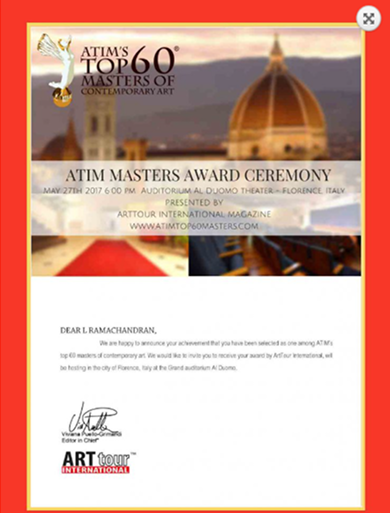 ATIM'S
TOP60®
MASTERS OF
CONTEMPORARY ART
ATIM MASTERS AWARD CEREMONY
MAY 27TH 2017 6:00 PM AUDITORIUM AL DUOMO THEATER - FLORENCE, ITALY
PRESENTED BY
ARTTOUR INTERNATIONAL MAGAZINE
WWW.ATIMTOP60MASTERS.COM
DEAR L RAMACHANDRAN,
We are happy to announce your achievement that you have been selected as one among ATIM's
top 60 masters of contemporary art. We would like to invite you to receive your award by ArtTour International, will
be hosting in the city of Florence, Italy at the Grand auditorium Al Duomo.
Viviana Puello-Grimandi
Editor in Chief
ART tour™
INTERNATIONAL